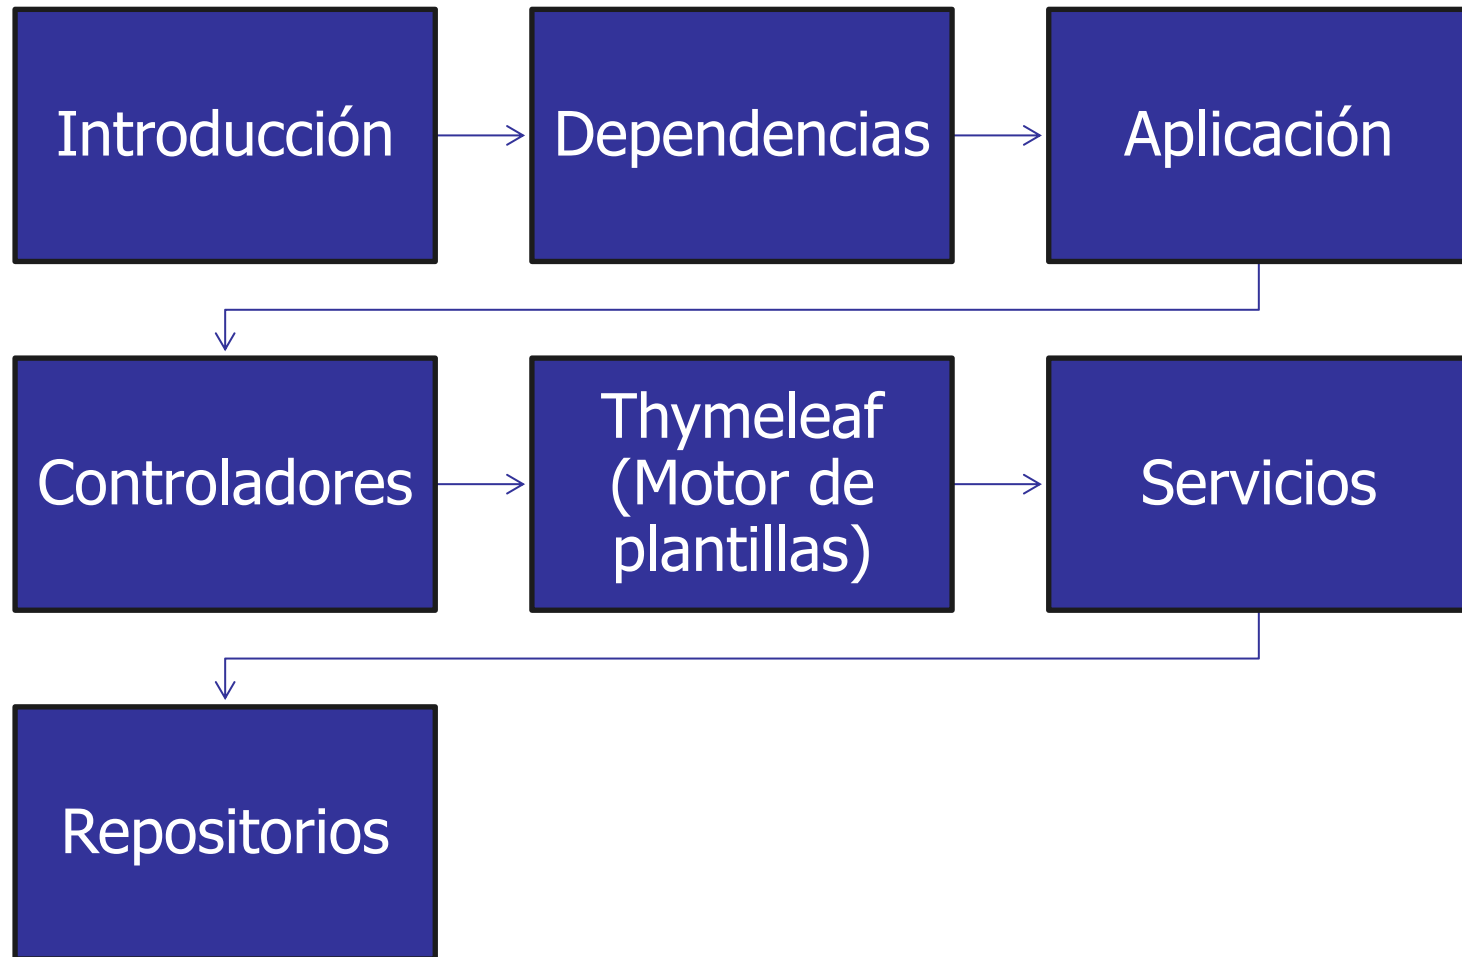 Introducción
Dependencias
Aplicación
Controladores
Thymeleaf
(Motor de
plantillas)
Servicios
Repositorios